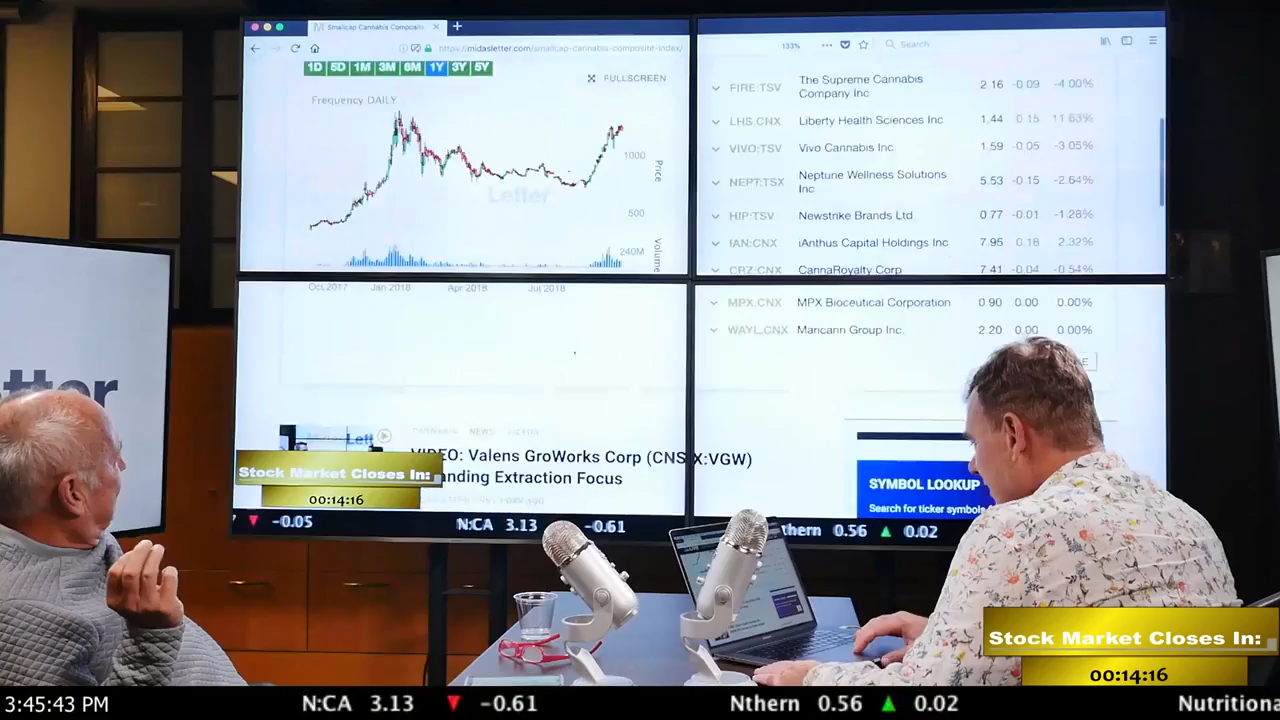 Smallcap Cannabis Composite
https://midasletter.com/smallcap-cannabis-composite-index/
133%
Search
1D 5D 1M 3M 6M 1Y 3Y 5Y
FULLSCREEN
Frequency DAILY
1000
Price
500
240M
Volume
Letter
Oct 2017 Jan 2018 Apr 2018 Jul 2018
FIRE:TSV The Supreme Cannabis Company Inc 2.16 -0.09 -4.00%
LHS:CNX Liberty Health Sciences Inc 1.44 0.15 11.63%
VIVO:TSV Vivo Cannabis Inc 1.59 -0.05 -3.05%
NEPT:TSX Neptune Wellness Solutions Inc 5.53 -0.15 -2.64%
HIP:TSV Newstrike Brands Ltd 0.77 -0.01 -1.28%
IAN:CNX iAnthus Capital Holdings Inc 7.95 0.18 2.32%
CRZ:CNX CannaRoyalty Corp 7.41 -0.04 -0.54%
MPX:CNX MPX Bioceutical Corporation 0.90 0.00 0.00%
WAYL:CNX Maricann Group Inc. 2.20 0.00 0.00%
NEWS
VIDEO: Valens GroWorks Corp (CNSX:VGW)
anding Extraction Focus
SYMBOL LOOKUP
Search for ticker symbols
Stock Market Closes In:
00:14:16
-0.05 N:CA 3.13 -0.61 thern 0.56 0.02
tter
Stock Market Closes In:
00:14:16
3:45:43 PM N:CA 3.13 -0.61 Nthern 0.56 0.02 Nutritiona